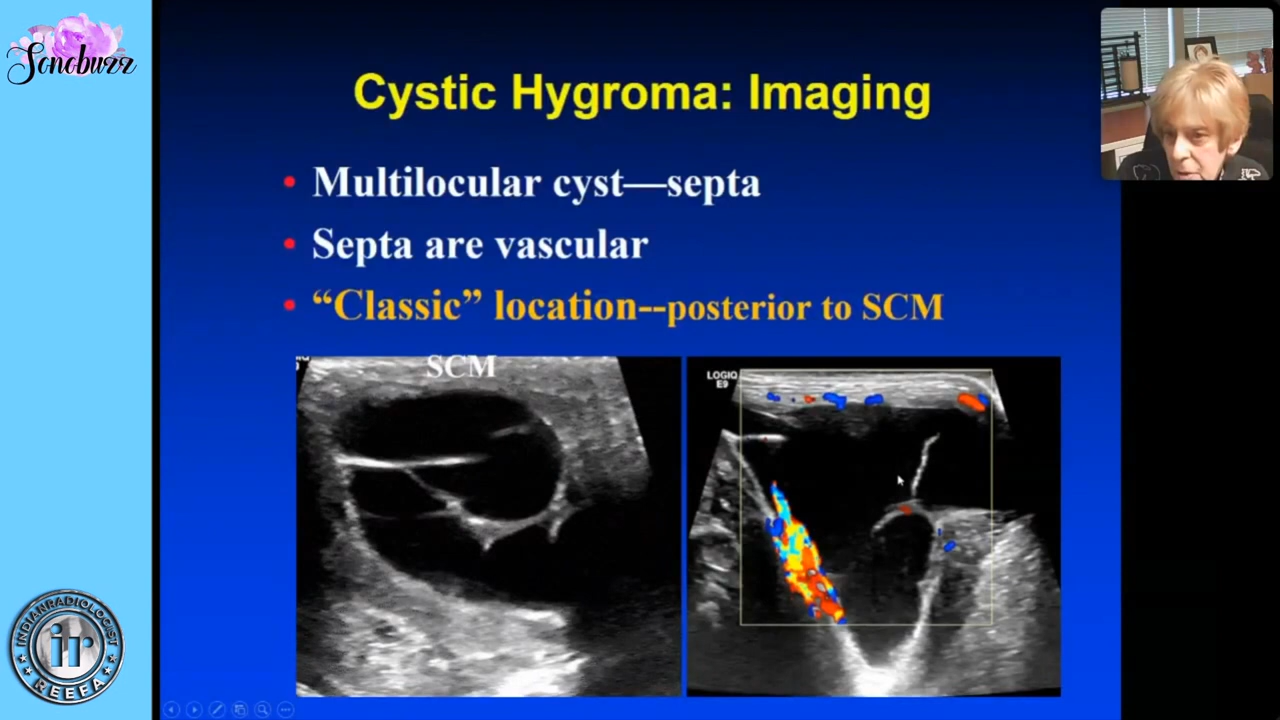 Sonobuzz
Cystic Hygroma: Imaging
• Multilocular cyst—septa
• Septa are vascular
• “Classic” location--posterior to SCM
SCM
LOGIQ
E9
INDIANRADIOLOGIST
ir
REEFA